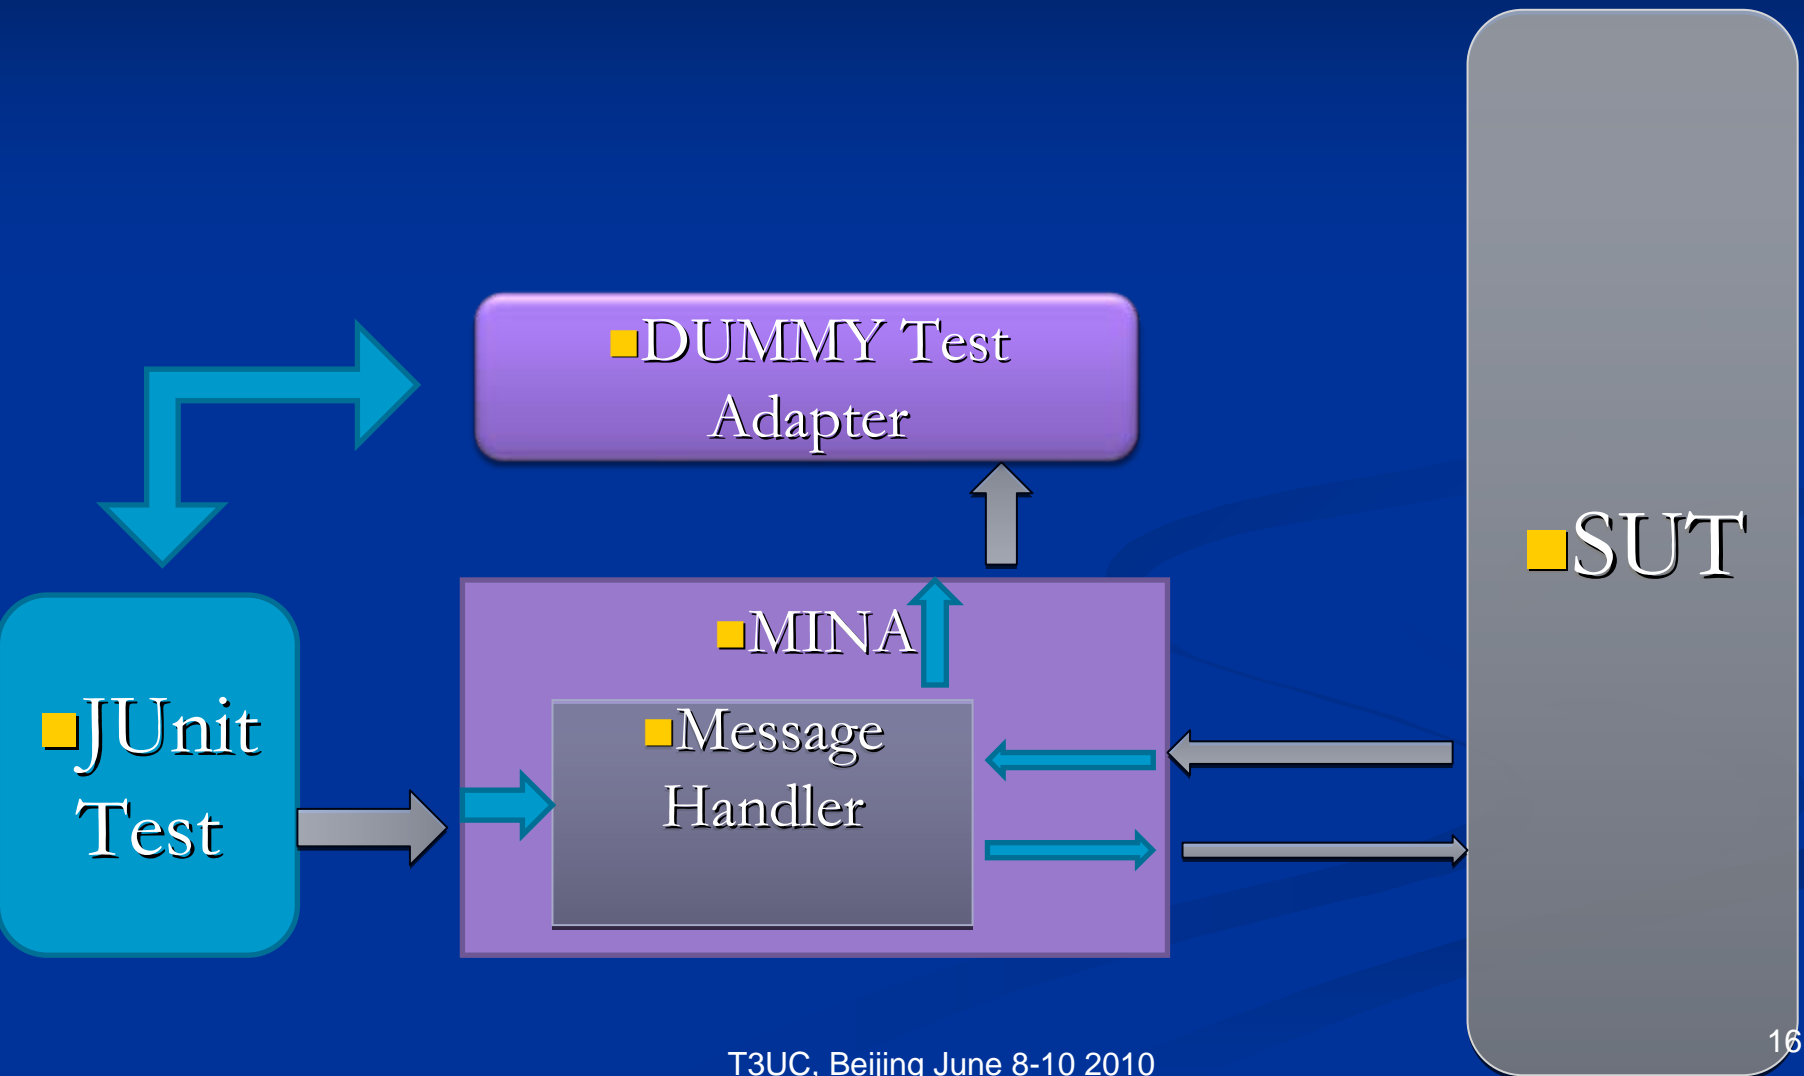 DUMMY Test
Adapter
SUT
MINA
JUnit
Test
Message
Handler
T3UC, Beijing June 8-10 2010
16